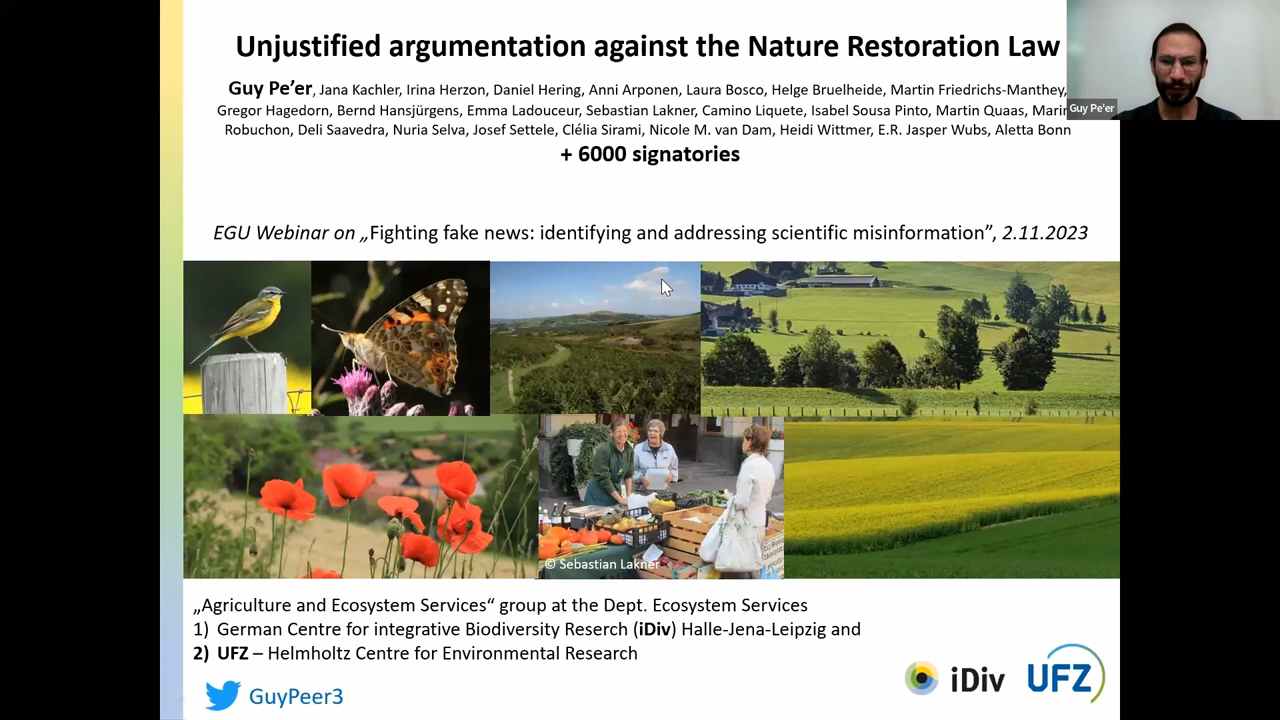 Unjustified argumentation against the Nature Restoration Law
Guy Pe'er, Jana Kachler, Irina Herzon, Daniel Hering, Anni Arponen, Laura Bosco, Helge Bruelheide, Martin Friedrichs-Manthey,
Gregor Hagedorn, Bernd Hansjürgens, Emma Ladouceur, Sebastian Lakner, Camino Liquete, Isabel Sousa Pinto, Martin Quaas,
Robuchon, Deli Saavedra, Nuria Selva, Josef Settele, Clélia Sirami, Nicole M. van Dam, Heidi Wittmer, E.R. Jasper Wubs, Aletta Bonn
+ 6000 signatories
Guy Pe'er
EGU Webinar on „Fighting fake news: identifying and addressing scientific misinformation”, 2.11.2023
© Sebastian Lakner
„Agriculture and Ecosystem Services“ group at the Dept. Ecosystem Services
1) German Centre for integrative Biodiversity Reserch (iDiv) Halle-Jena-Leipzig and
2) UFZ – Helmholtz Centre for Environmental Research
GuyPeer3
iDiv
UFZ